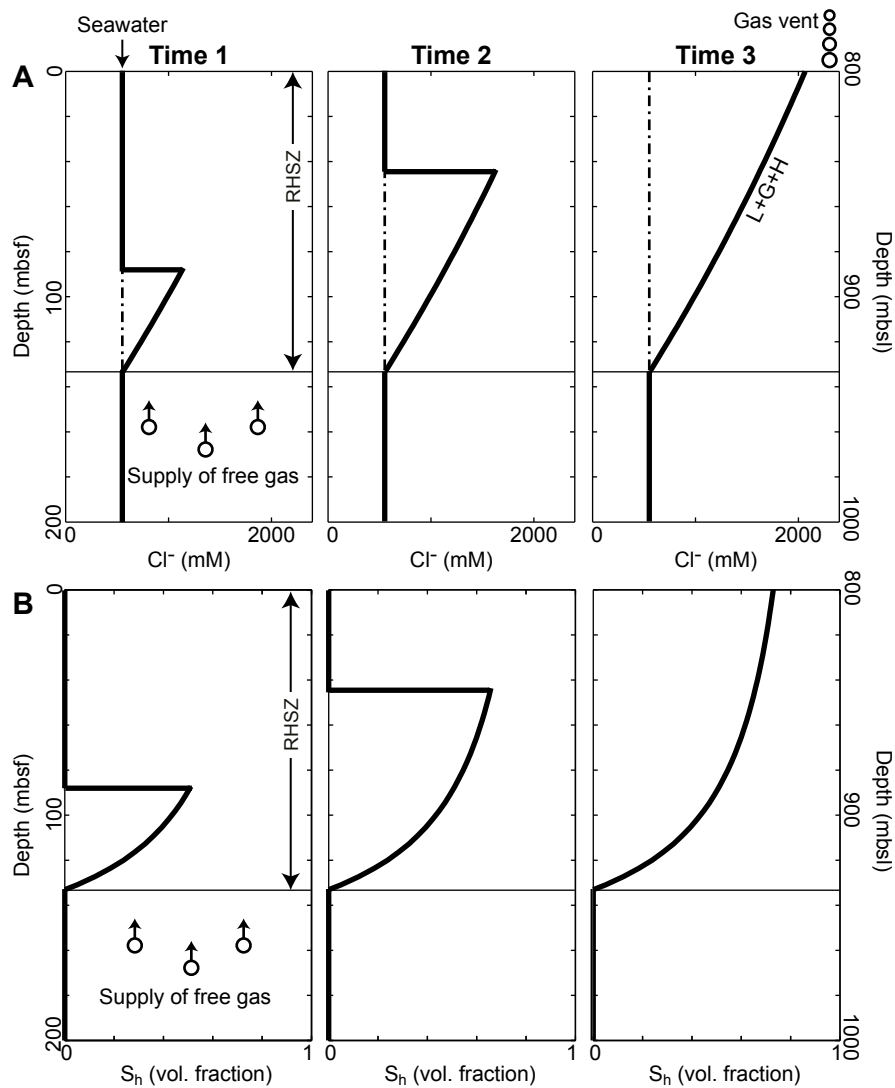 Seawater
Gas vent
A
Time 1
Time 2
Time 3
0
800
RHSZ
L+G+H
Depth (mbsf)
100
900
Depth (mbsl)
Supply of free gas
200
1000
0
2000
0
2000
0
2000
Cl⁻ (mM)
Cl⁻ (mM)
Cl⁻ (mM)
B
0
800
RHSZ
Depth (mbsf)
100
900
Depth (mbsl)
Supply of free gas
200
1000
0
1
0
1
0
1
Sₕ (vol. fraction)
Sₕ (vol. fraction)
Sₕ (vol. fraction)